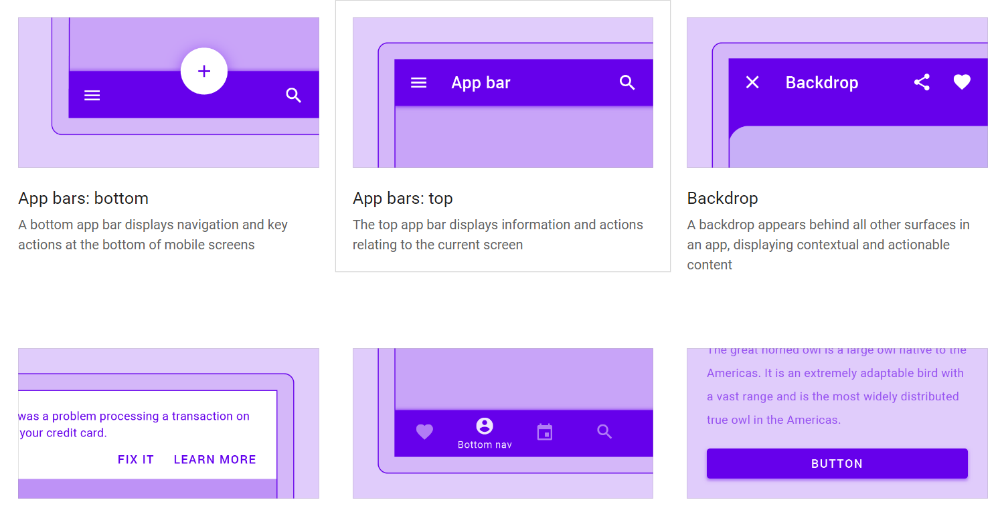 App bar
Backdrop
App bars: bottom
A bottom app bar displays navigation and key
actions at the bottom of mobile screens
App bars: top
The top app bar displays information and actions
relating to the current screen
Backdrop
A backdrop appears behind all other surfaces in
an app, displaying contextual and actionable
content
was a problem processing a transaction on
your credit card.
FIX IT LEARN MORE
Bottom nav
The great horned owl is a large owl native to the
Americas. It is an extremely adaptable bird with
a vast range and is the most widely distributed
true owl in the Americas.
BUTTON